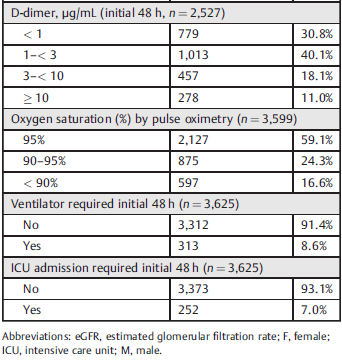 D-dimer, µg/mL (initial 48 h, n = 2,527)
< 1 779 30.8%
1–< 3 1,013 40.1%
3–< 10 457 18.1%
≥ 10 278 11.0%
Oxygen saturation (%) by pulse oximetry (n = 3,599)
95% 2,127 59.1%
90–95% 875 24.3%
< 90% 597 16.6%
Ventilator required initial 48 h (n = 3,625)
No 3,312 91.4%
Yes 313 8.6%
ICU admission required initial 48 h (n = 3,625)
No 3,373 93.1%
Yes 252 7.0%
Abbreviations: eGFR, estimated glomerular filtration rate; F, female;
ICU, intensive care unit; M, male.